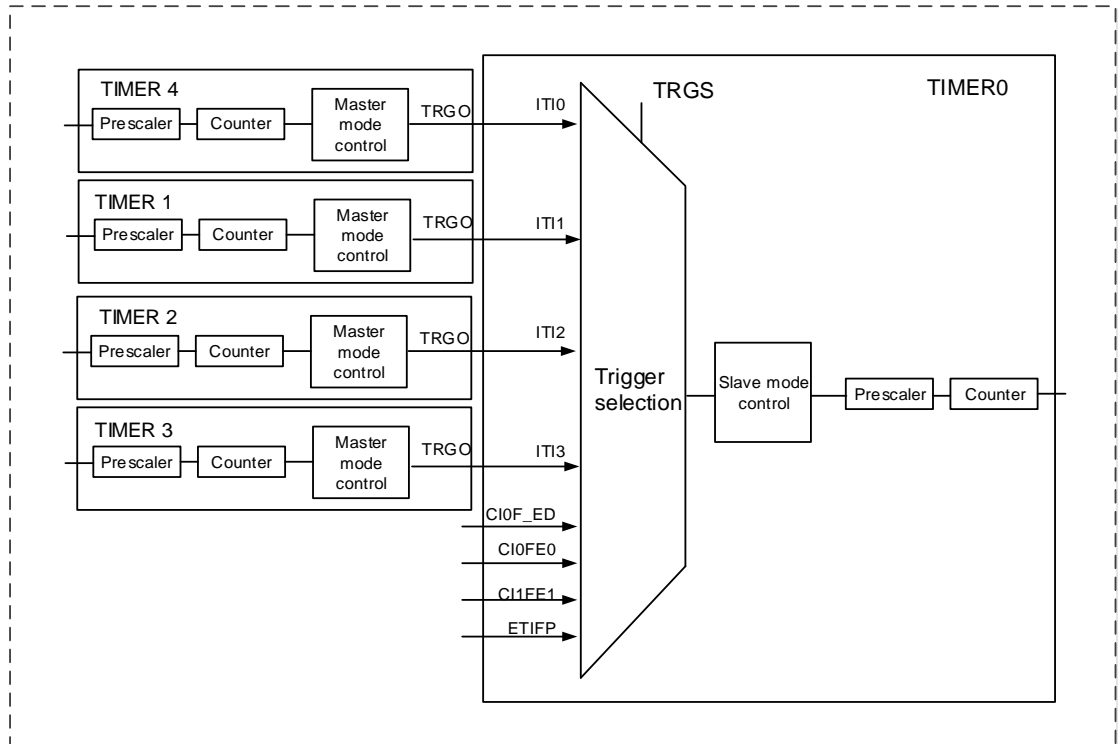 TIMER 4
Prescaler
Counter
Master
mode
control
TRGO
ITI0
TRGS
TIMER0
TIMER 1
Prescaler
Counter
Master
mode
control
TRGO
ITI1
TIMER 2
Prescaler
Counter
Master
mode
control
TRGO
ITI2
Trigger
selection
Slave mode
control
Prescaler
Counter
TIMER 3
Prescaler
Counter
Master
mode
control
TRGO
ITI3
CI0F_ED
CI0FE0
CI1FE1
ETIFP